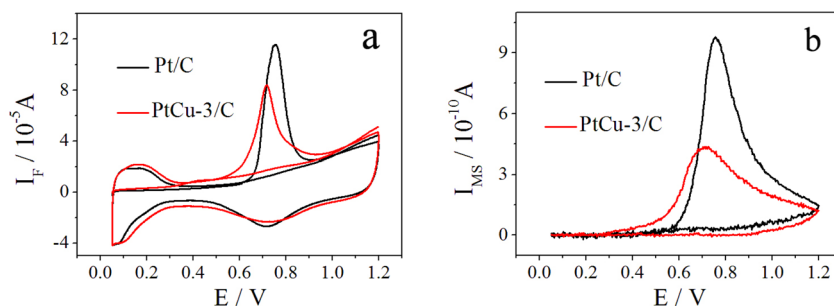 a
I_F / 10^-5 A
12
8
4
0
-4
Pt/C
PtCu-3/C
0.0 0.2 0.4 0.6 0.8 1.0 1.2
E / V
b
I_MS / 10^-10 A
9
6
3
0
Pt/C
PtCu-3/C
0.0 0.2 0.4 0.6 0.8 1.0 1.2
E / V